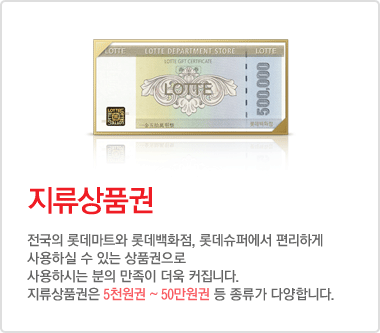 LOTTE LOTTE DEPARTMENT STORE LOTTE
LOTTE GIFT CERTIFICATE
LOTTE
500,000
지류상품권
전국의 롯데마트와 롯데백화점, 롯데슈퍼에서 편리하게
사용하실 수 있는 상품권으로
사용하시는 분의 만족이 더욱 커집니다.
지류상품권은 5천원권 ~ 50만원권 등 종류가 다양합니다.